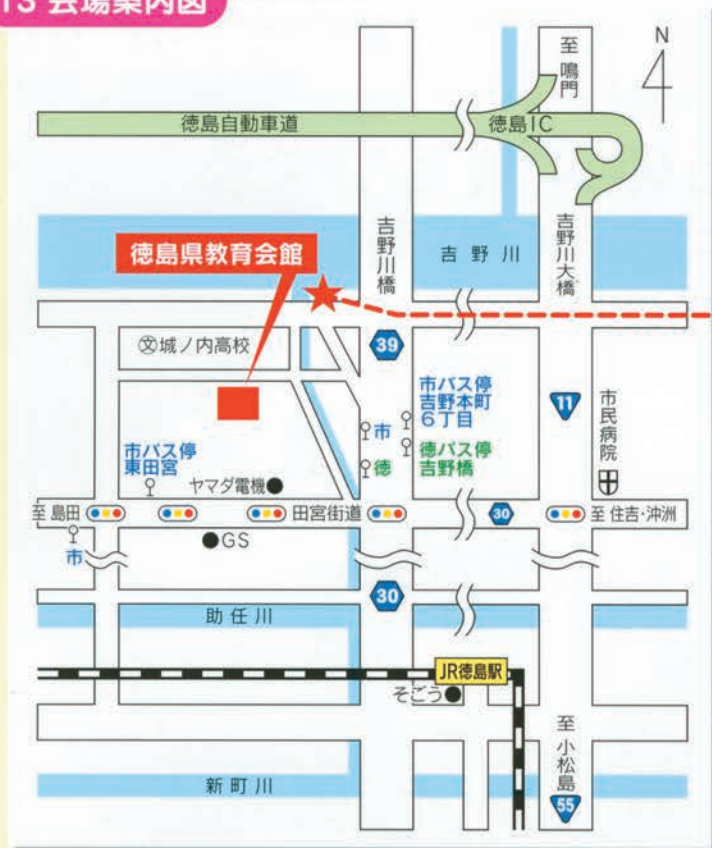 13 会場案内図
N
至鳴門
徳島自動車道
徳島IC
吉野川橋
吉野川
吉野川大橋
徳島県教育会館
文城ノ内高校
39
市バス停
吉野本町
6丁目
11
市民病院
市
徳
徳バス停
吉野橋
市バス停
東田宮
ヤマダ電機
至 島田
田宮街道
30
至 住吉・沖洲
市
GS
30
助任川
JR徳島駅
そごう
至小松島
新町川
55